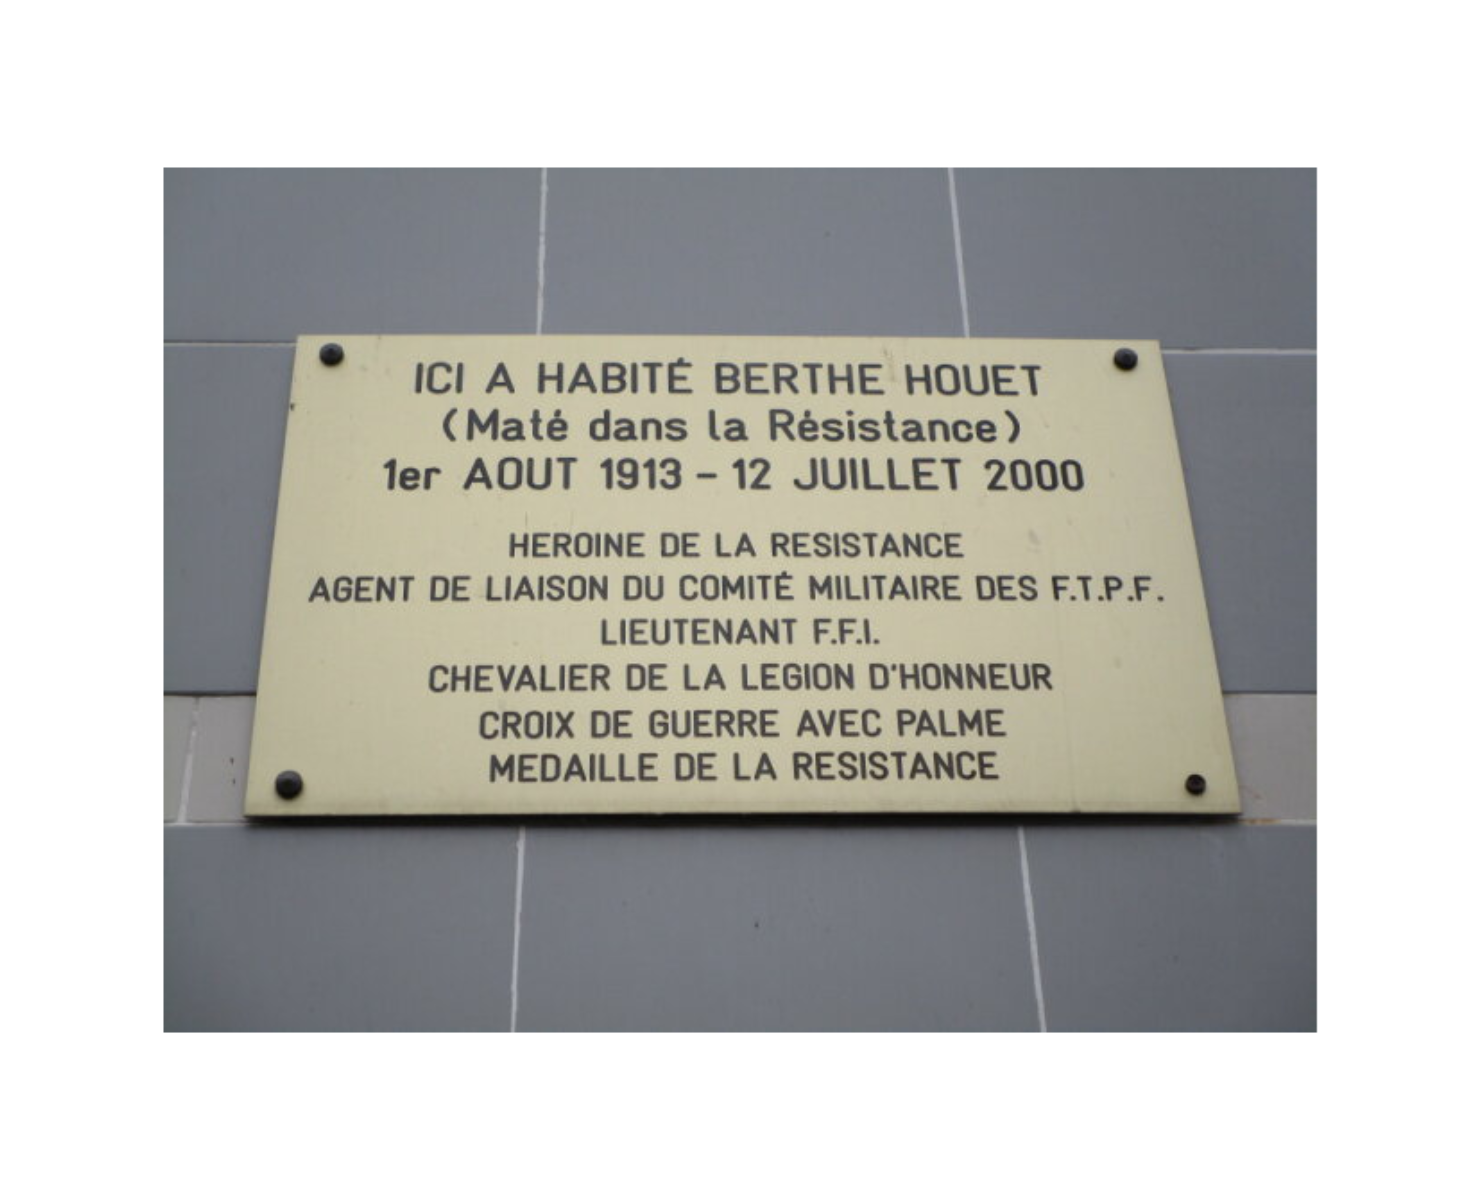 ICI A HABITÉ BERTHE HOUET
(Maté dans la Résistance)
1er AOUT 1913 – 12 JUILLET 2000
HEROINE DE LA RESISTANCE
AGENT DE LIAISON DU COMITÉ MILITAIRE DES F.T.P.F.
LIEUTENANT F.F.I.
CHEVALIER DE LA LEGION D'HONNEUR
CROIX DE GUERRE AVEC PALME
MEDAILLE DE LA RESISTANCE